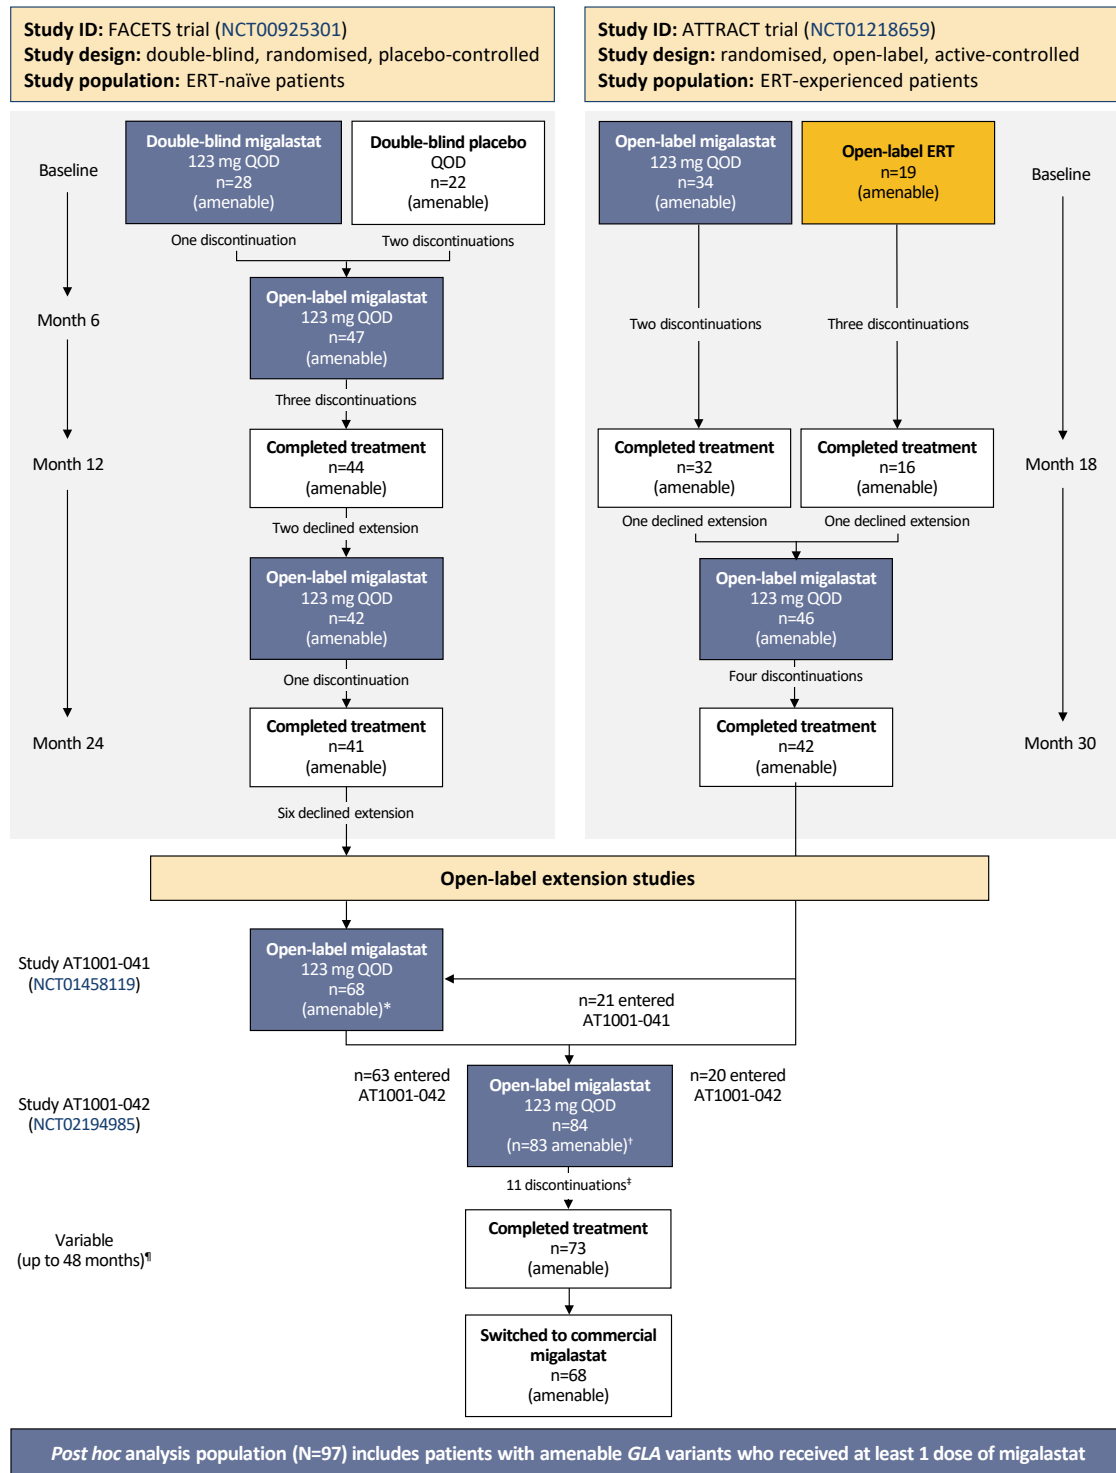 Study ID: FACETS trial (NCT00925301)
Study design: double-blind, randomised, placebo-controlled
Study population: ERT-naïve patients
Study ID: ATTRACT trial (NCT01218659)
Study design: randomised, open-label, active-controlled
Study population: ERT-experienced patients
Baseline
Double-blind migalastat
123 mg QOD
n=28
(amenable)
Double-blind placebo
QOD
n=22
(amenable)
Open-label migalastat
123 mg QOD
n=34
(amenable)
Open-label ERT
n=19
(amenable)
Baseline
One discontinuation
Two discontinuations
Month 6
Open-label migalastat
123 mg QOD
n=47
(amenable)
Two discontinuations
Three discontinuations
Three discontinuations
Month 12
Completed treatment
n=44
(amenable)
Completed treatment
n=32
(amenable)
Completed treatment
n=16
(amenable)
Month 18
Two declined extension
One declined extension
One declined extension
Open-label migalastat
123 mg QOD
n=42
(amenable)
Open-label migalastat
123 mg QOD
n=46
(amenable)
One discontinuation
Four discontinuations
Month 24
Completed treatment
n=41
(amenable)
Completed treatment
n=42
(amenable)
Month 30
Six declined extension
Open-label extension studies
Study AT1001-041
(NCT01458119)
Open-label migalastat
123 mg QOD
n=68
(amenable)*
n=21 entered
AT1001-041
n=63 entered
AT1001-042
n=20 entered
AT1001-042
Study AT1001-042
(NCT02194985)
Open-label migalastat
123 mg QOD
n=84
(n=83 amenable)†
11 discontinuations‡
Variable
(up to 48 months)¶
Completed treatment
n=73
(amenable)
Switched to commercial
migalastat
n=68
(amenable)
Post hoc analysis population (N=97) includes patients with amenable GLA variants who received at least 1 dose of migalastat